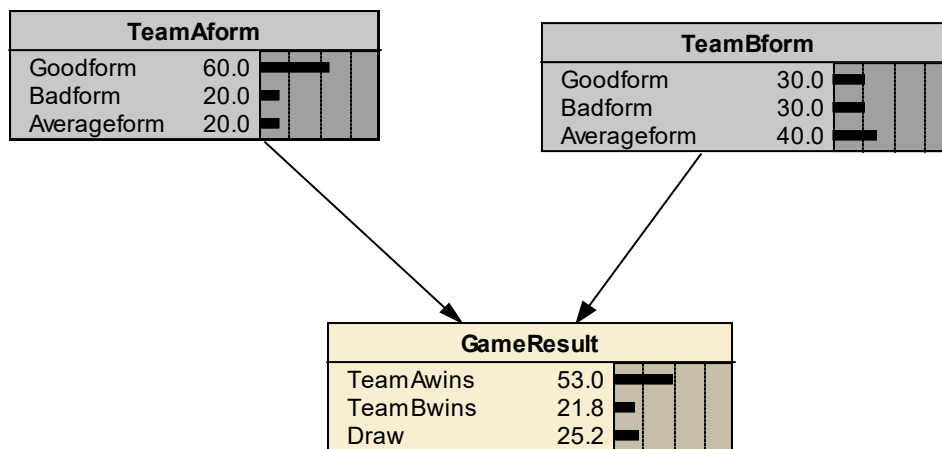 TeamAform
Goodform 60.0
Badform 20.0
Averageform 20.0
TeamBform
Goodform 30.0
Badform 30.0
Averageform 40.0
GameResult
TeamAwins 53.0
TeamBwins 21.8
Draw 25.2